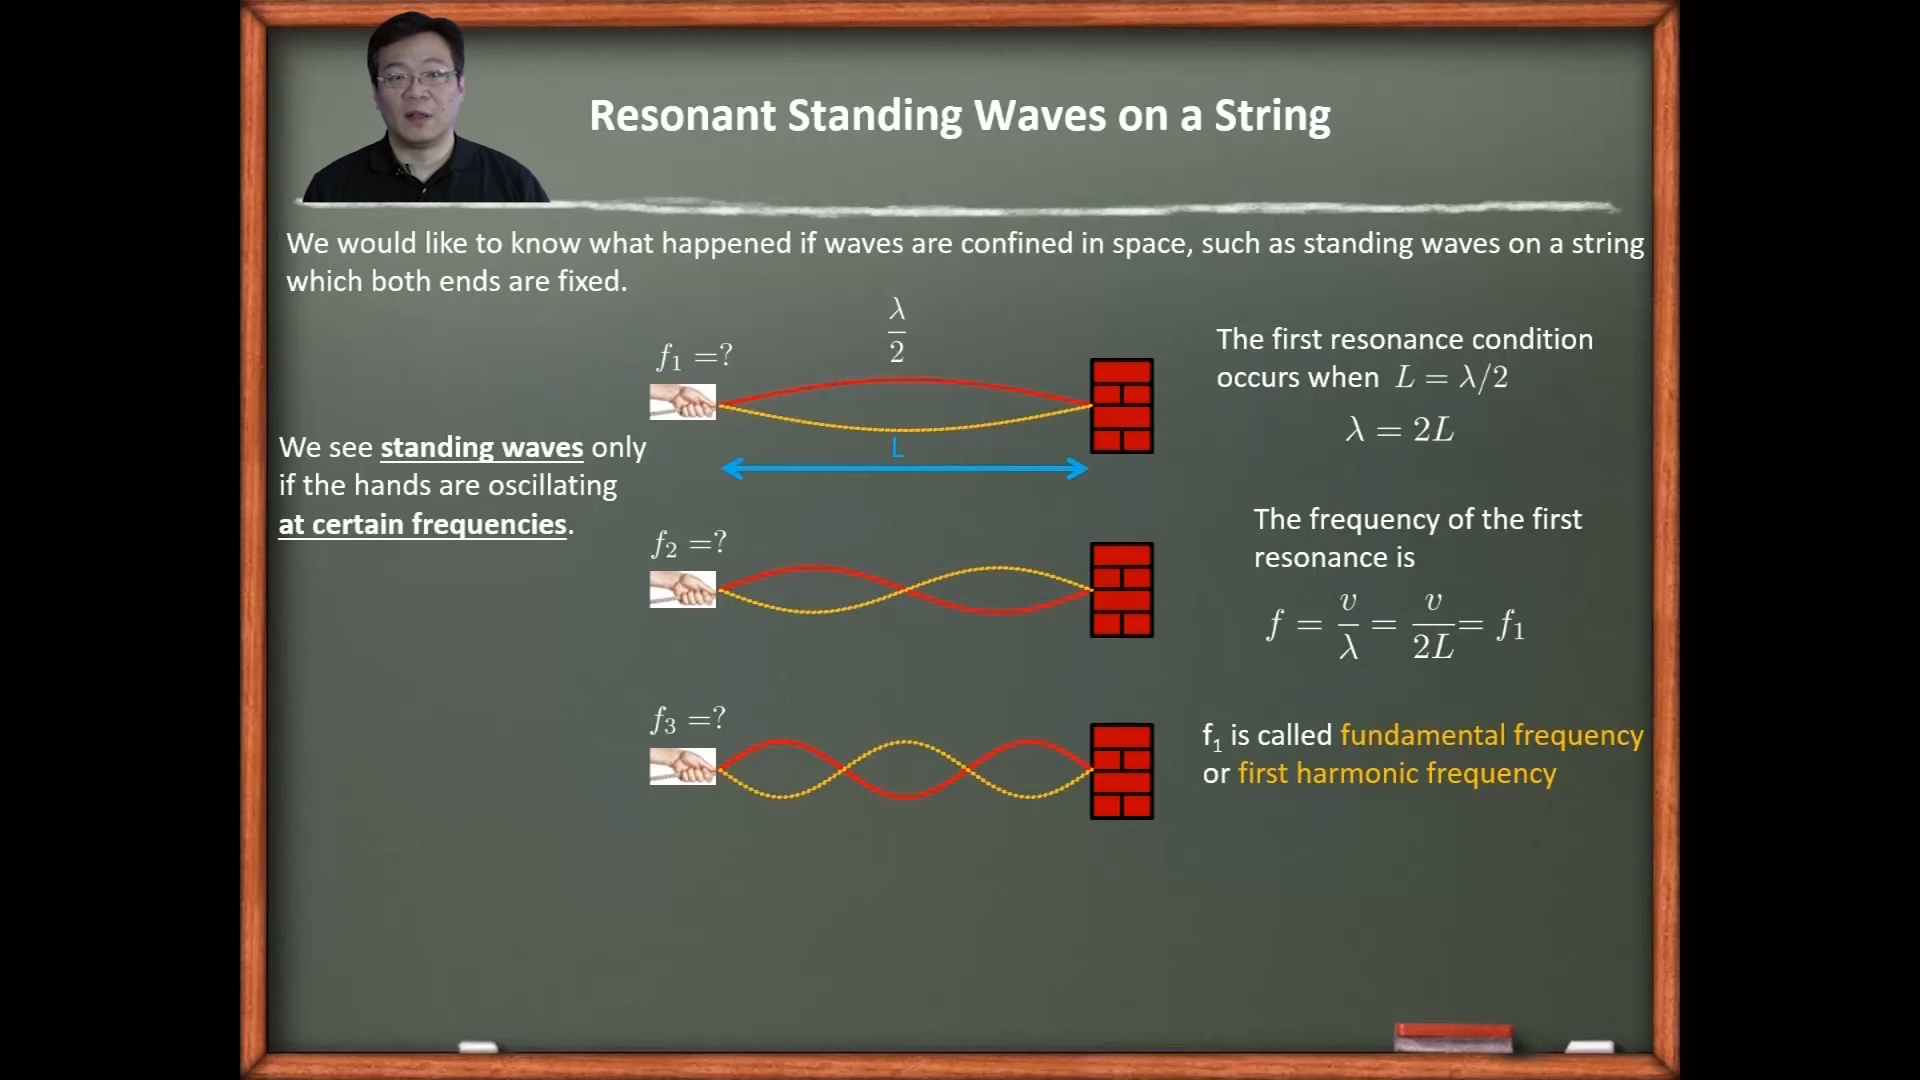 Resonant Standing Waves on a String
We would like to know what happened if waves are confined in space, such as standing waves on a string
which both ends are fixed.
f₁ =?
λ/2
L
We see standing waves only
if the hands are oscillating
at certain frequencies.
f₂ =?
f₃ =?
The first resonance condition
occurs when L = λ/2
λ = 2L
The frequency of the first
resonance is
f = v/λ = v/2L = f₁
f₁ is called fundamental frequency
or first harmonic frequency